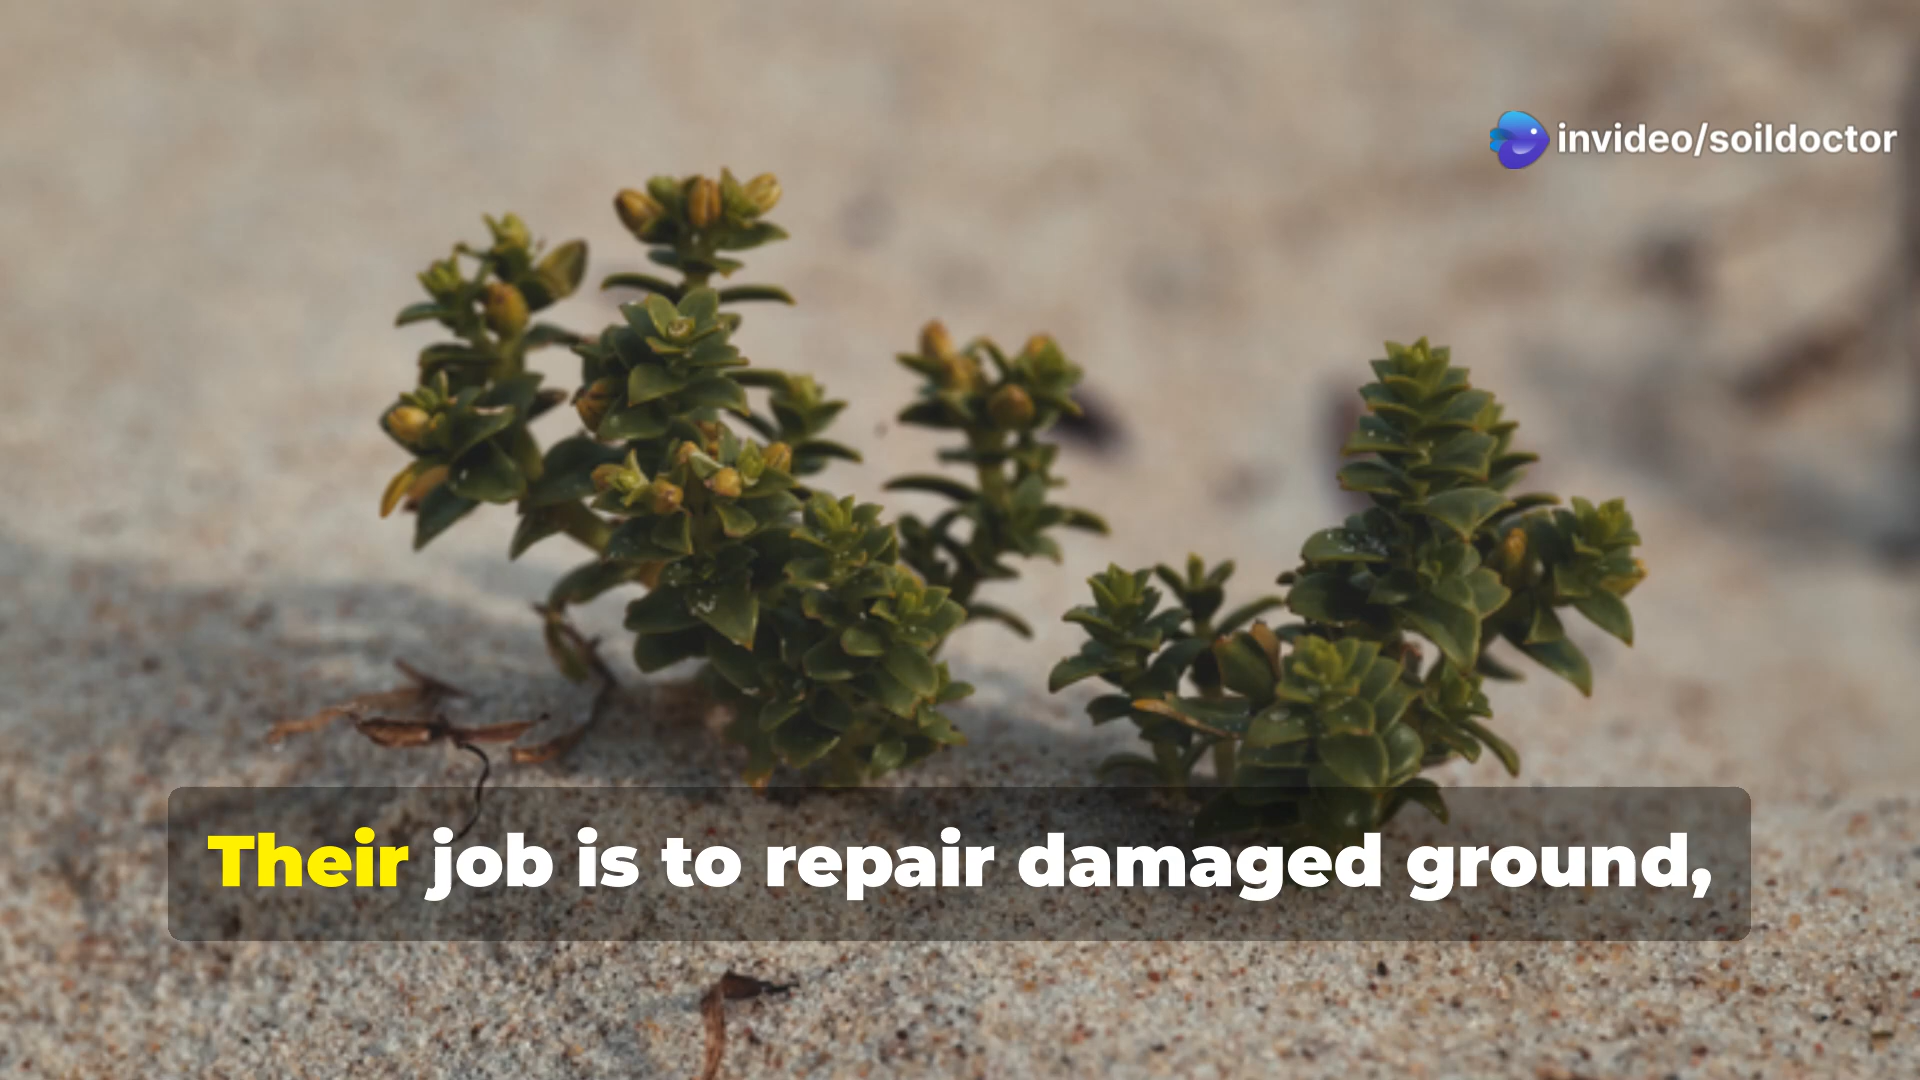 invideo/soildoctor
Their job is to repair damaged ground,